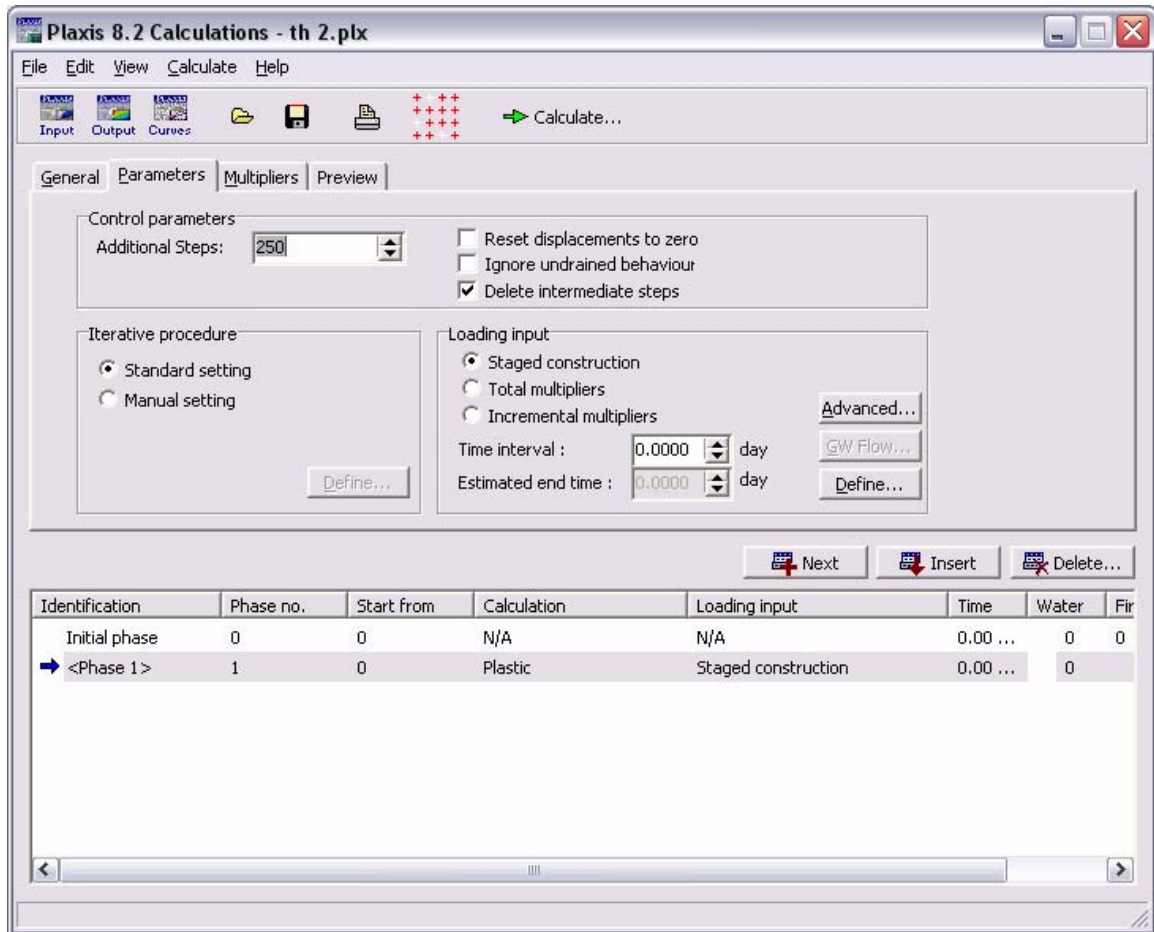 Plaxis 8.2 Calculations - th 2.plx
File Edit View Calculate Help
Input Output Curves Calculate...
General Parameters Multipliers Preview
Control parameters
Additional Steps: 250
Reset displacements to zero
Ignore undrained behaviour
Delete intermediate steps
Iterative procedure
Standard setting
Manual setting
Define...
Loading input
Staged construction
Total multipliers
Incremental multipliers
Advanced...
Time interval : 0.0000 day GW Flow...
Estimated end time : 0.0000 day Define...
Next Insert Delete...
Identification Phase no. Start from Calculation Loading input Time Water Fir
Initial phase 0 0 N/A N/A 0.00 ... 0 0
<Phase 1> 1 0 Plastic Staged construction 0.00 ... 0